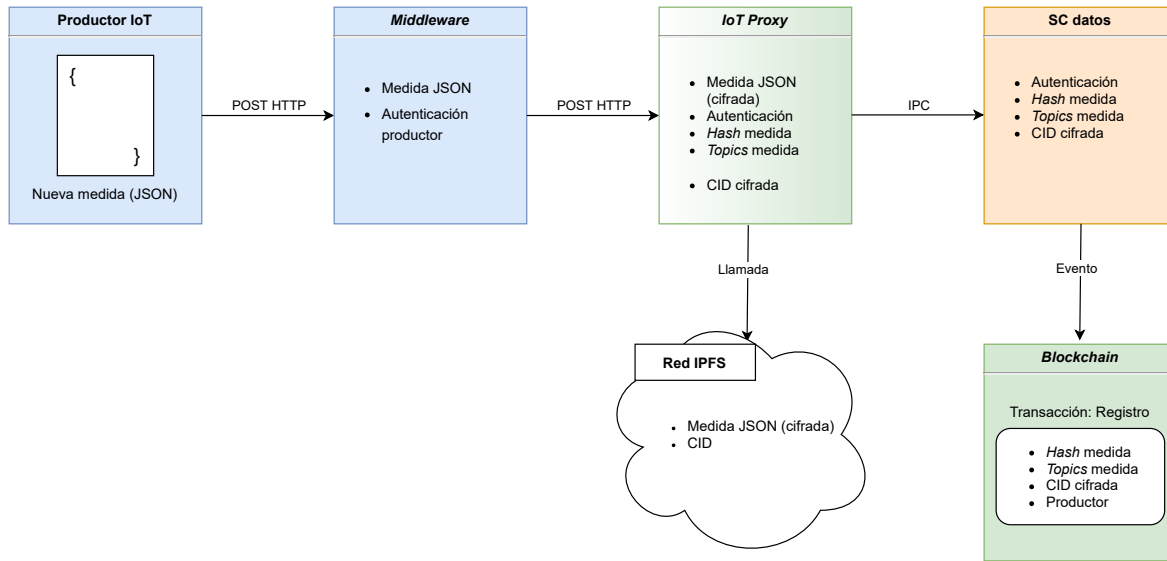 Productor IoT
{
}
Nueva medida (JSON)
POST HTTP
Middleware
Medida JSON
Autenticación
productor
POST HTTP
IoT Proxy
Medida JSON
(cifrada)
Autenticación
Hash medida
Topics medida
CID cifrada
IPC
SC datos
Autenticación
Hash medida
Topics medida
CID cifrada
Llamada
Evento
Red IPFS
Medida JSON (cifrada)
CID
Blockchain
Transacción: Registro
Hash medida
Topics medida
CID cifrada
Productor